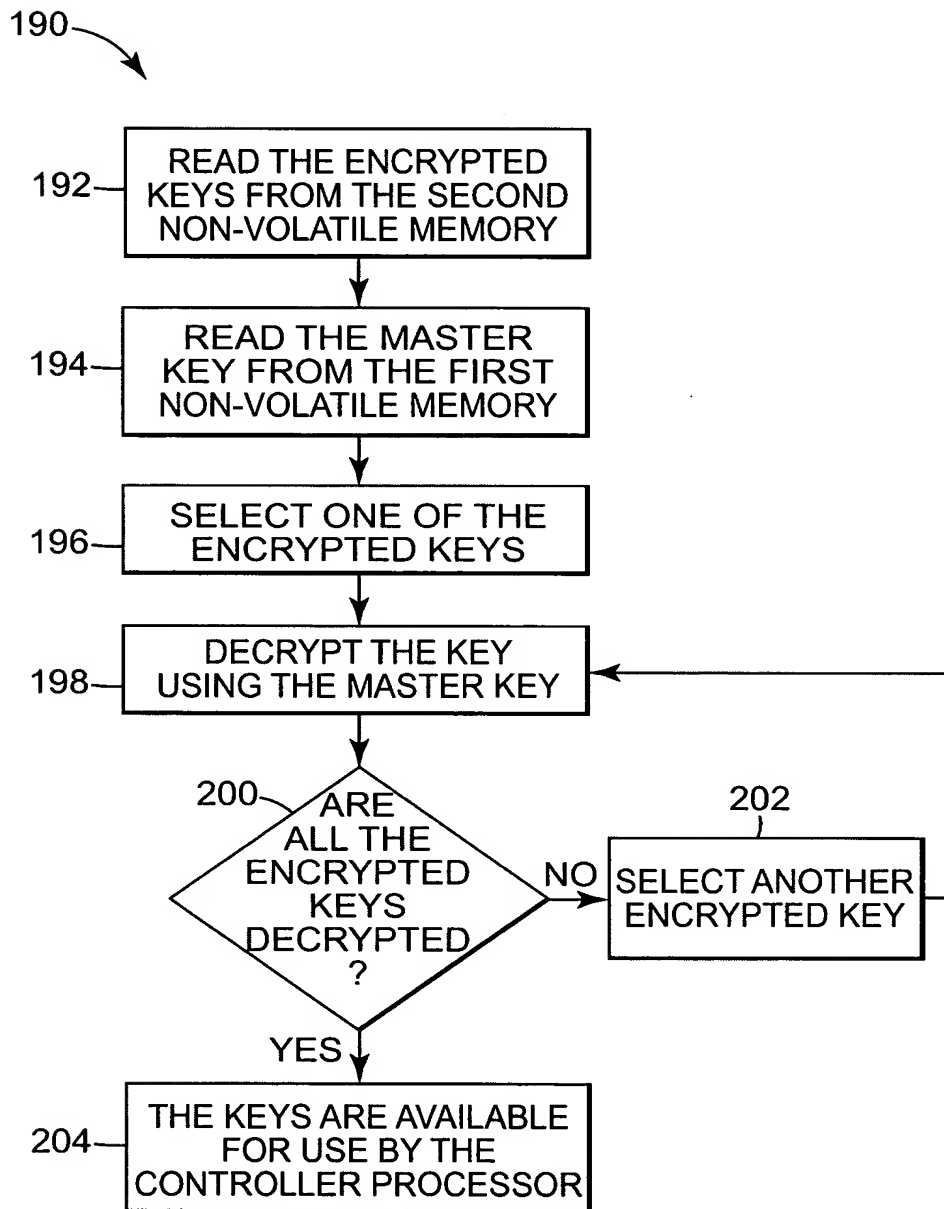 190
192
READ THE ENCRYPTED
KEYS FROM THE SECOND
NON-VOLATILE MEMORY
194
READ THE MASTER
KEY FROM THE FIRST
NON-VOLATILE MEMORY
196
SELECT ONE OF THE
ENCRYPTED KEYS
198
DECRYPT THE KEY
USING THE MASTER KEY
200
ARE
ALL THE
ENCRYPTED
KEYS
DECRYPTED
?
NO
202
SELECT ANOTHER
ENCRYPTED KEY
YES
204
THE KEYS ARE AVAILABLE
FOR USE BY THE
CONTROLLER PROCESSOR